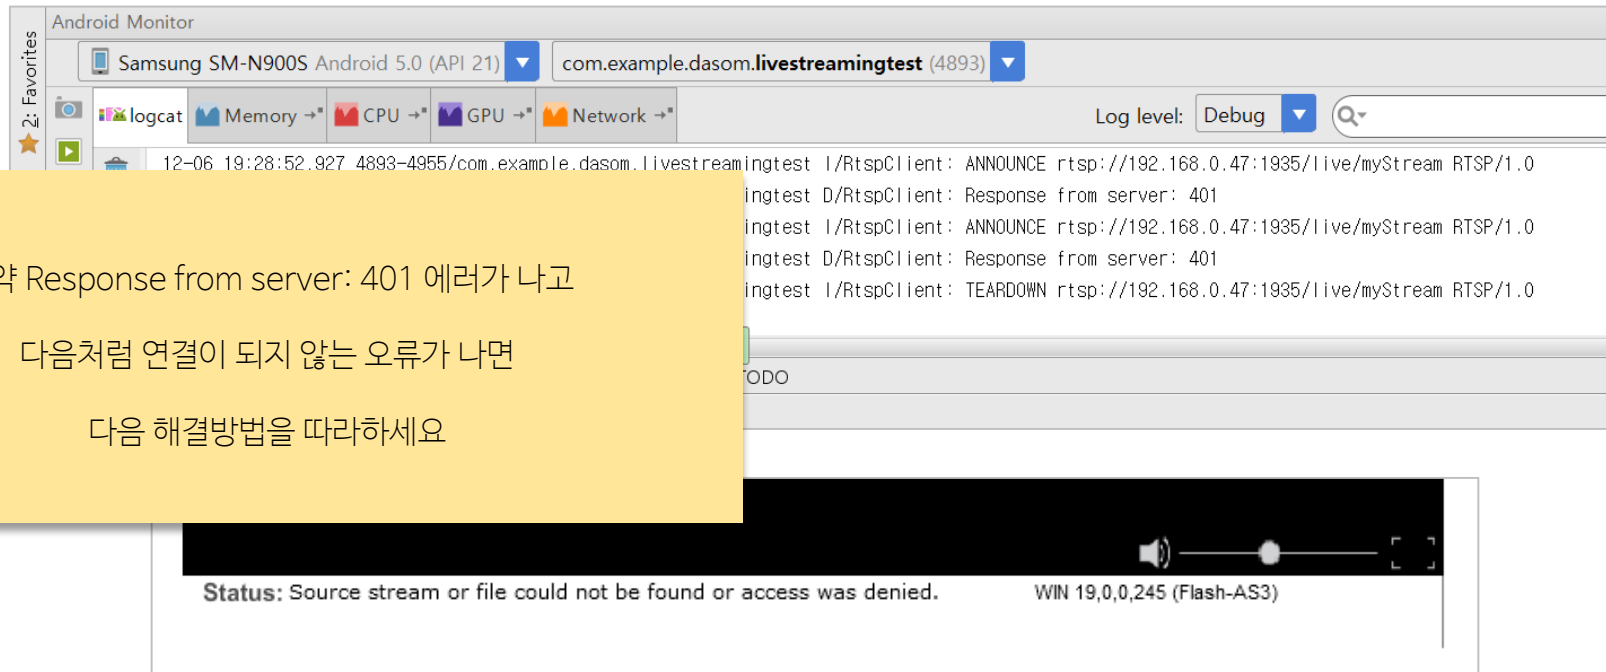 Android Monitor
2: Favorites
Samsung SM-N900S Android 5.0 (API 21)
com.example.dasom.livestreamingtest (4893)
logcat
Memory
CPU
GPU
Network
Log level: Debug
12-06 19:28:52.927 4893-4955/com.example.dasom.livestreamingtest I/RtspClient: ANNOUNCE rtsp://192.168.0.47:1935/live/myStream RTSP/1.0
ingtest D/RtspClient: Response from server: 401
ingtest I/RtspClient: ANNOUNCE rtsp://192.168.0.47:1935/live/myStream RTSP/1.0
ingtest D/RtspClient: Response from server: 401
ingtest I/RtspClient: TEARDOWN rtsp://192.168.0.47:1935/live/myStream RTSP/1.0
약 Response from server: 401 에러가 나고
다음처럼 연결이 되지 않는 오류가 나면
다음 해결방법을 따라하세요
TODO
Status: Source stream or file could not be found or access was denied.
WIN 19,0,0,245 (Flash-AS3)